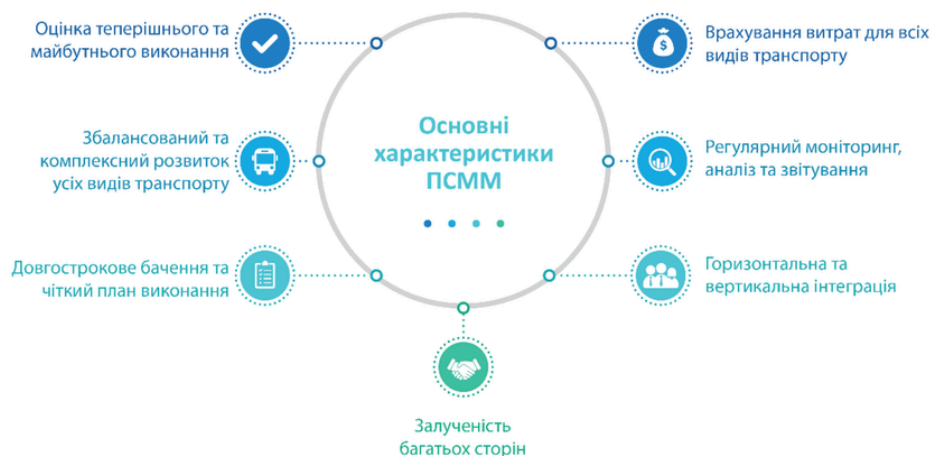 Оцінка теперішнього та
майбутнього виконання
Врахування витрат для всіх
видів транспорту
Основні
характеристики
ПСММ
Збалансований та
комплексний розвиток
усіх видів транспорту
Регулярний моніторинг,
аналіз та звітування
Довгострокове бачення та
чіткий план виконання
Горизонтальна та
вертикальна інтеграція
Залученість
багатьох сторін